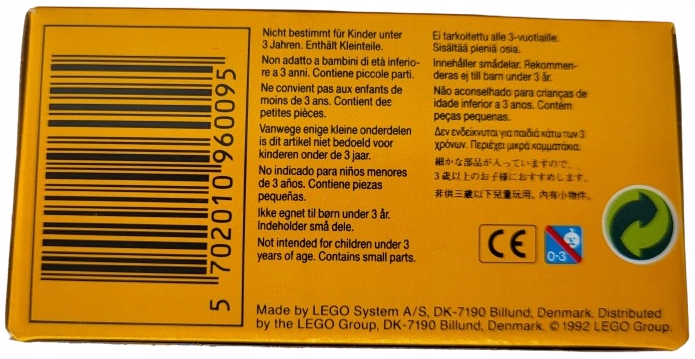 5 702010 960095
Nicht bestimmt für Kinder unter
3 Jahren. Enthält Kleinteile.
Non adatto a bambini di età inferio-
re a 3 anni. Contiene piccole parti.
Ne convient pas aux enfants de
moins de 3 ans. Contient des
petites pièces.
Vanwege enige kleine onderdelen
is dit artikel niet bedoeld voor
kinderen onder de 3 jaar.
No indicado para niños menores
de 3 años. Contiene piezas
pequeñas.
Ikke egnet til børn under 3 år.
Indeholder små dele.
Not intended for children under 3
years of age. Contains small parts.
Ei tarkoitettu alle 3-vuotiaille.
Sisältää pieniä osia.
Innehåller smådelar. Rekommen-
deras ej till barn under 3 år.
Não aconselhado para crianças de
idade inferior a 3 anos. Contém
peças pequenas.
Δεν ενδείκνυται για παιδιά κάτω των 3
χρόνων. Περιέχει μικρά κομματάκια.
細かな部品が入っていますので、
3歳以上のお子様におすすめします。
非供三歲以下兒童玩用。內有小物件。
CE
0-3
Made by LEGO System A/S, DK-7190 Billund, Denmark. Distributed
by the LEGO Group, DK-7190 Billund, Denmark. © 1992 LEGO Group.